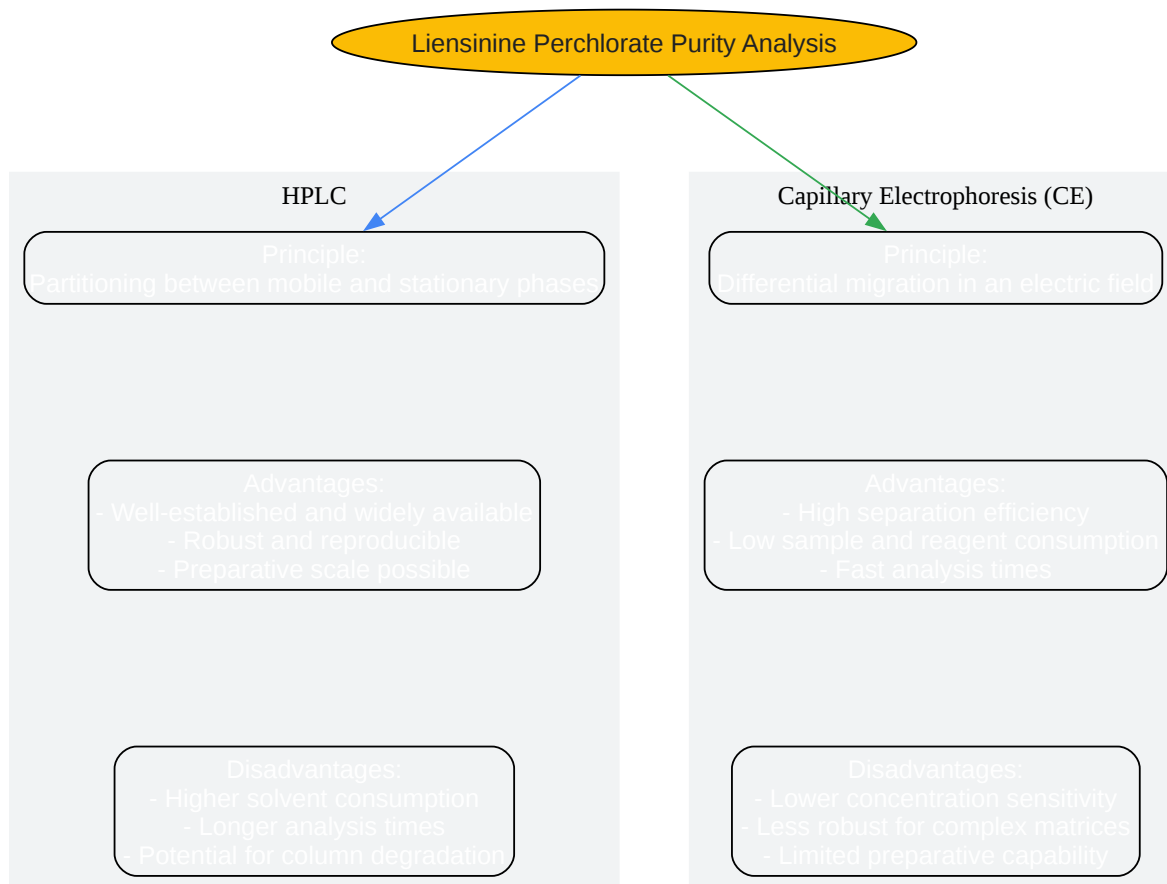 Liensinine Perchlorate Purity Analysis
HPLC
Principle:
Partitioning between mobile and stationary phases
Advantages:
- Well-established and widely available
- Robust and reproducible
- Preparative scale possible
Disadvantages:
- Higher solvent consumption
- Longer analysis times
- Potential for column degradation
Capillary Electrophoresis (CE)
Principle:
Differential migration in an electric field
Advantages:
- High separation efficiency
- Low sample and reagent consumption
- Fast analysis times
Disadvantages:
- Lower concentration sensitivity
- Less robust for complex matrices
- Limited preparative capability